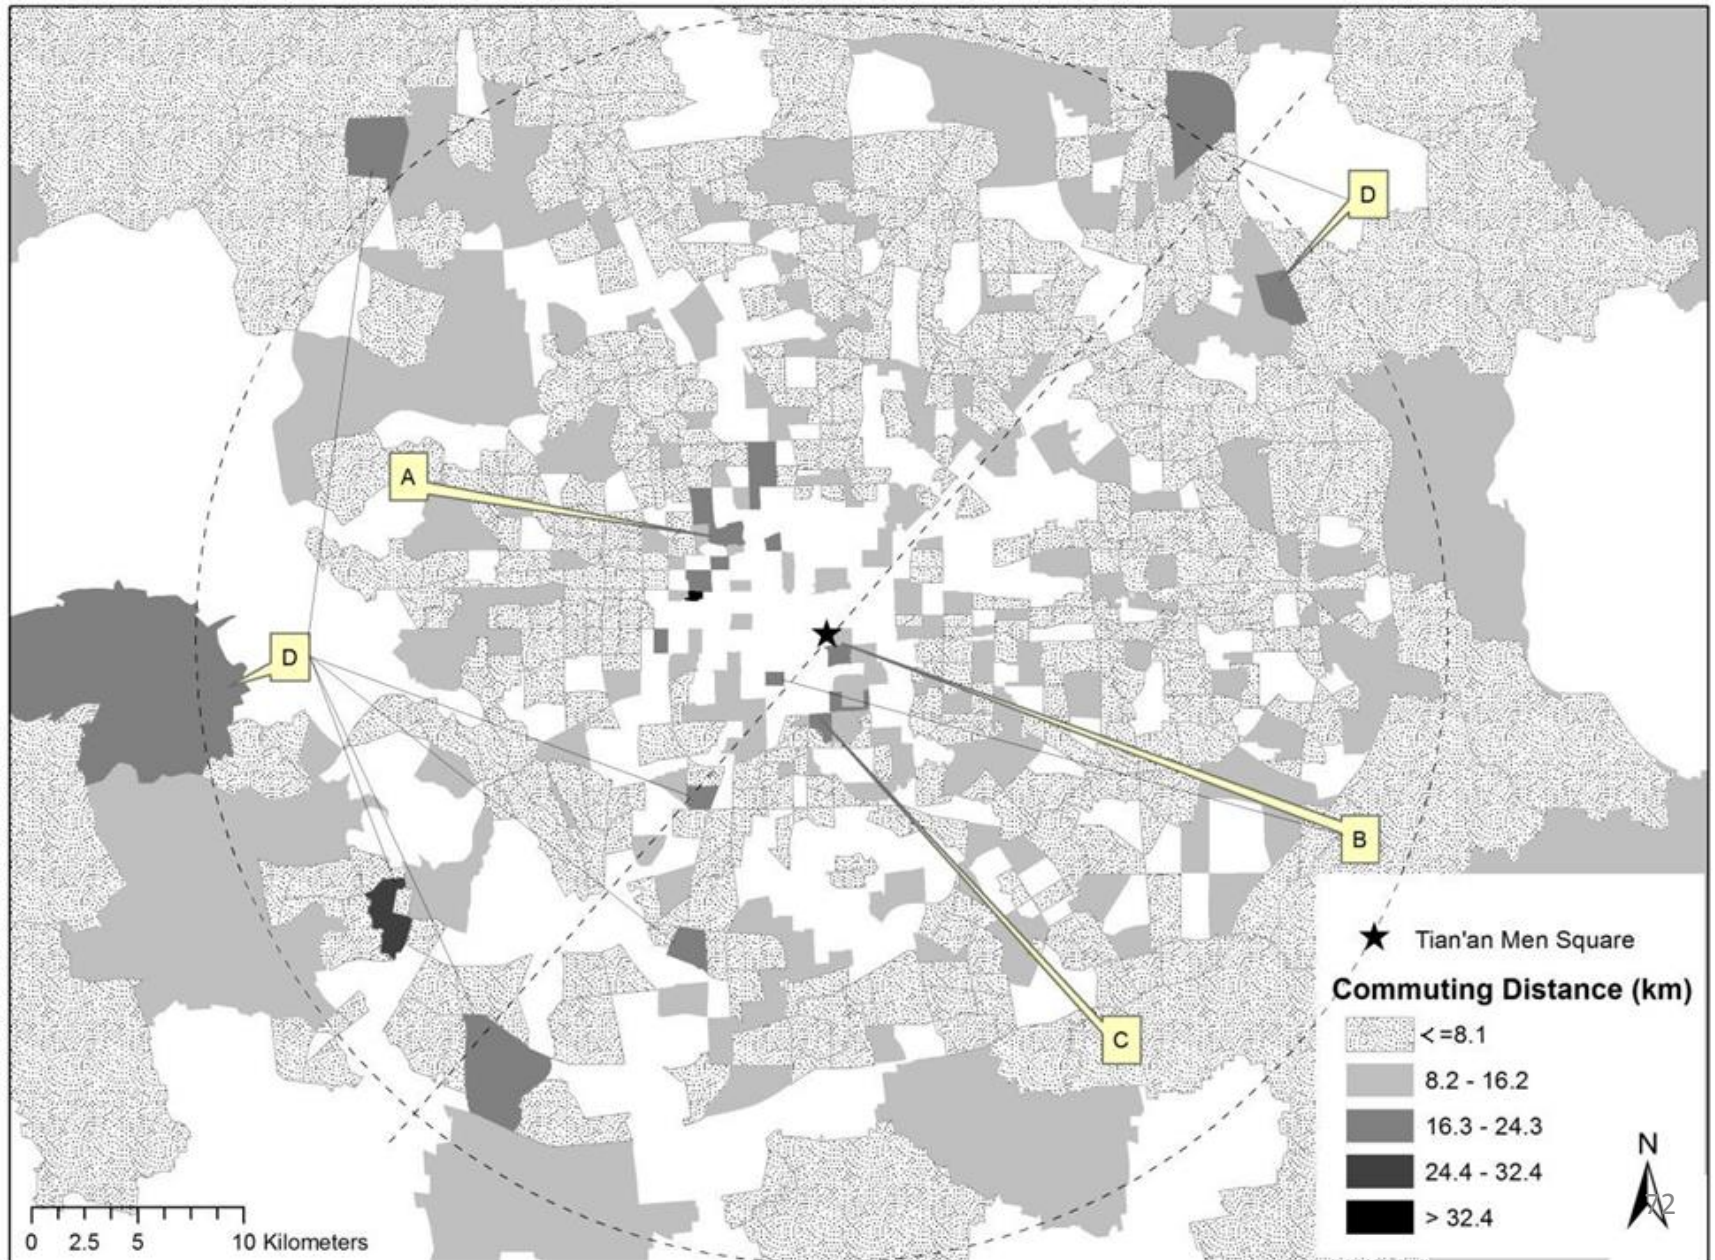 D
A
D
B
C
Tian'an Men Square
Commuting Distance (km)
<=8.1
8.2 - 16.2
16.3 - 24.3
24.4 - 32.4
> 32.4
N
72
0 2.5 5 10 Kilometers